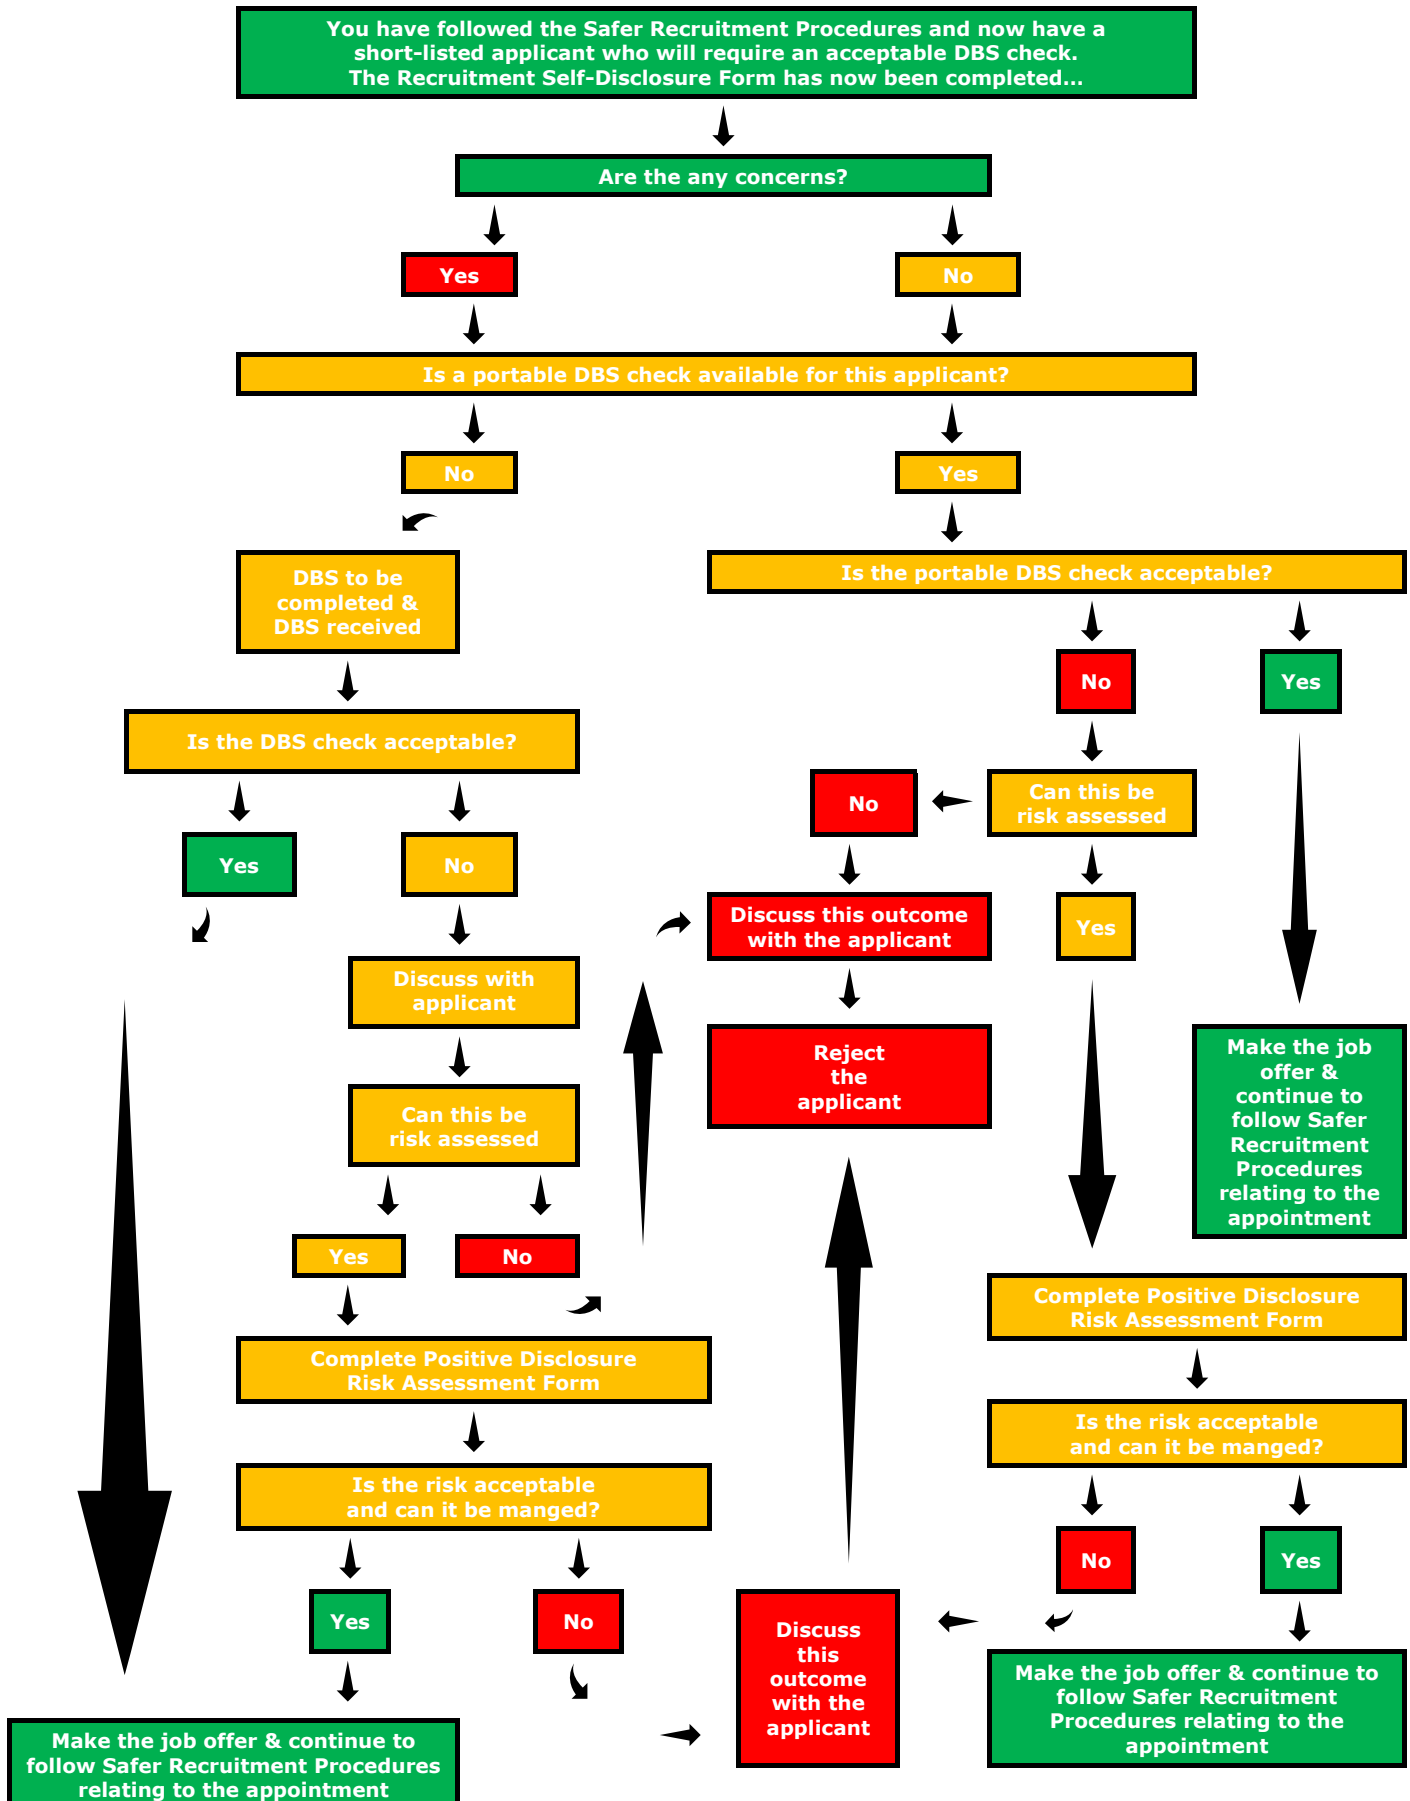 You have followed the Safer Recruitment Procedures and now have a
short-listed applicant who will require an acceptable DBS check.
The Recruitment Self-Disclosure Form has now been completed...
Are the any concerns?
Yes
No
Is a portable DBS check available for this applicant?
No
Yes
DBS to be
completed &
DBS received
Is the portable DBS check acceptable?
No
Yes
Is the DBS check acceptable?
No
Can this be
risk assessed
Yes
No
Discuss this outcome
with the applicant
Yes
Discuss with
applicant
Reject
the
applicant
Make the job
offer &
continue to
follow Safer
Recruitment
Procedures
relating to the
appointment
Can this be
risk assessed
Yes
No
Complete Positive Disclosure
Risk Assessment Form
Complete Positive Disclosure
Risk Assessment Form
Is the risk acceptable
and can it be manged?
Is the risk acceptable
and can it be manged?
No
Yes
Yes
No
Discuss
this
outcome
with the
applicant
Make the job offer & continue to
follow Safer Recruitment
Procedures relating to the
appointment
Make the job offer & continue to
follow Safer Recruitment Procedures
relating to the appointment